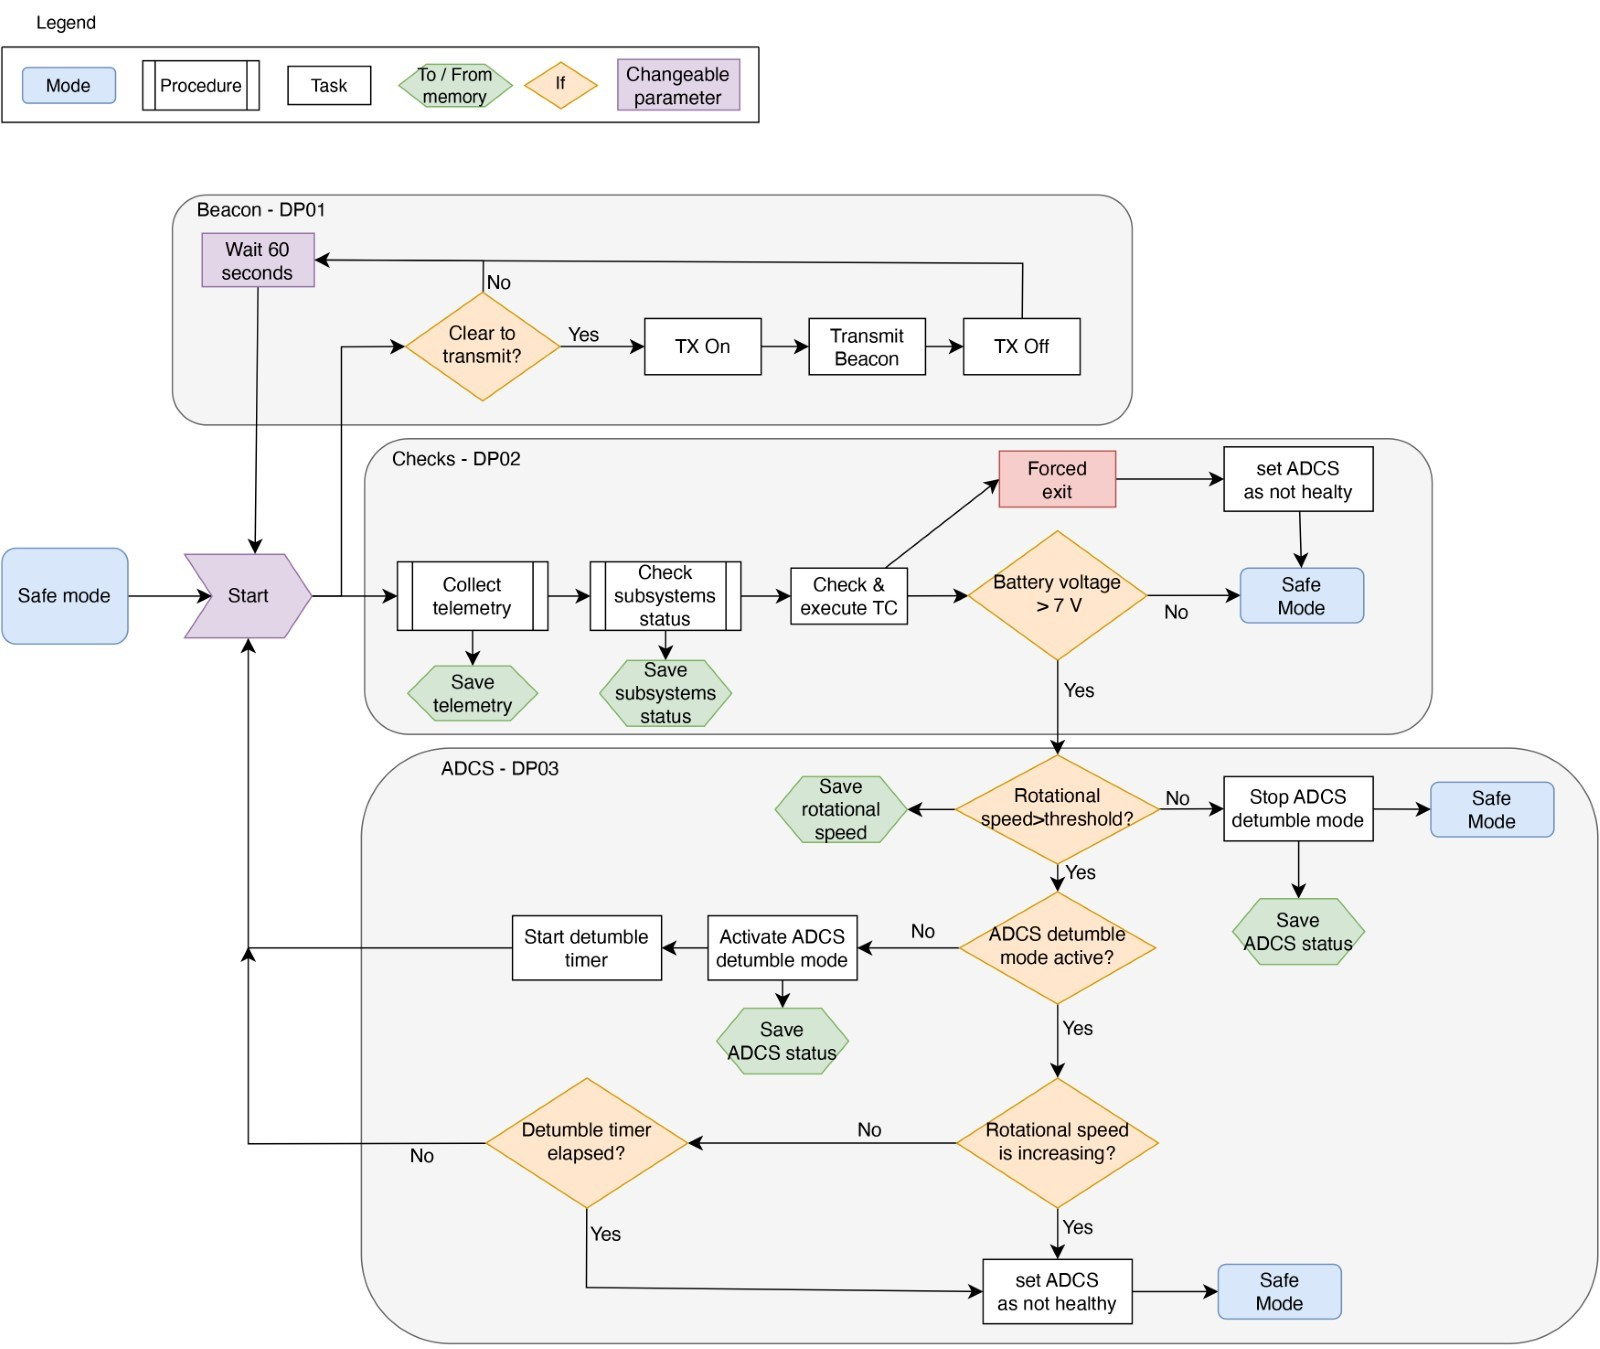 Legend
Mode
Procedure
Task
To / From
memory
If
Changeable
parameter
Beacon - DP01
Wait 60
seconds
No
Clear to
transmit?
Yes
TX On
Transmit
Beacon
TX Off
Checks - DP02
Forced
exit
set ADCS
as not healty
Safe mode
Start
Collect
telemetry
Check
subsystems
status
Check &
execute TC
Battery voltage
> 7 V
No
Safe
Mode
Save
telemetry
Save
subsystems
status
Yes
ADCS - DP03
Save
rotational
speed
Rotational
speed>threshold?
No
Stop ADCS
detumble mode
Safe
Mode
Yes
Save
ADCS status
Start detumble
timer
Activate ADCS
detumble mode
No
ADCS detumble
mode active?
Save
ADCS status
Yes
Detumble timer
elapsed?
No
Rotational speed
is increasing?
No
Yes
Yes
set ADCS
as not healthy
Safe
Mode